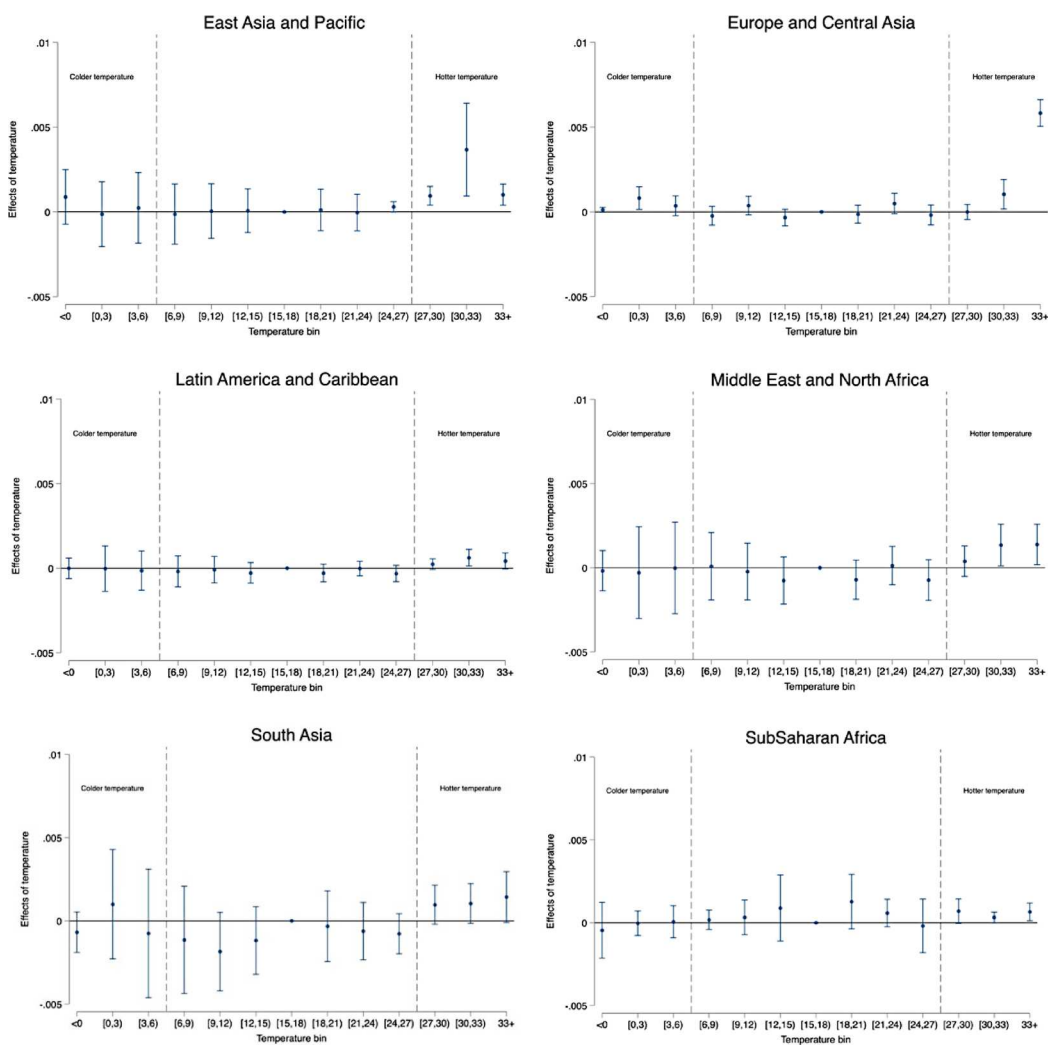 East Asia and Pacific
.01
Colder temperature
Hotter temperature
.005
Effects of temperature
0
-.005
<0 [0,3) [3,6) [6,9) [9,12) [12,15) [15,18) [18,21) [21,24) [24,27) [27,30) [30,33) 33+
Temperature bin
Europe and Central Asia
.01
Colder temperature
Hotter temperature
.005
Effects of temperature
0
-.005
<0 [0,3) [3,6) [6,9) [9,12) [12,15) [15,18) [18,21) [21,24) [24,27) [27,30) [30,33) 33+
Temperature bin
Latin America and Caribbean
.01
Colder temperature
Hotter temperature
.005
Effects of temperature
0
-.005
<0 [0,3) [3,6) [6,9) [9,12) [12,15) [15,18) [18,21) [21,24) [24,27) [27,30) [30,33) 33+
Temperature bin
Middle East and North Africa
.01
Colder temperature
Hotter temperature
.005
Effects of temperature
0
-.005
<0 [0,3) [3,6) [6,9) [9,12) [12,15) [15,18) [18,21) [21,24) [24,27) [27,30) [30,33) 33+
Temperature bin
South Asia
.01
Colder temperature
Hotter temperature
.005
Effects of temperature
0
-.005
<0 [0,3) [3,6) [6,9) [9,12) [12,15) [15,18) [18,21) [21,24) [24,27) [27,30) [30,33) 33+
Temperature bin
SubSaharan Africa
.01
Colder temperature
Hotter temperature
.005
Effects of temperature
0
-.005
<0 [0,3) [3,6) [6,9) [9,12) [12,15) [15,18) [18,21) [21,24) [24,27) [27,30) [30,33) 33+
Temperature bin